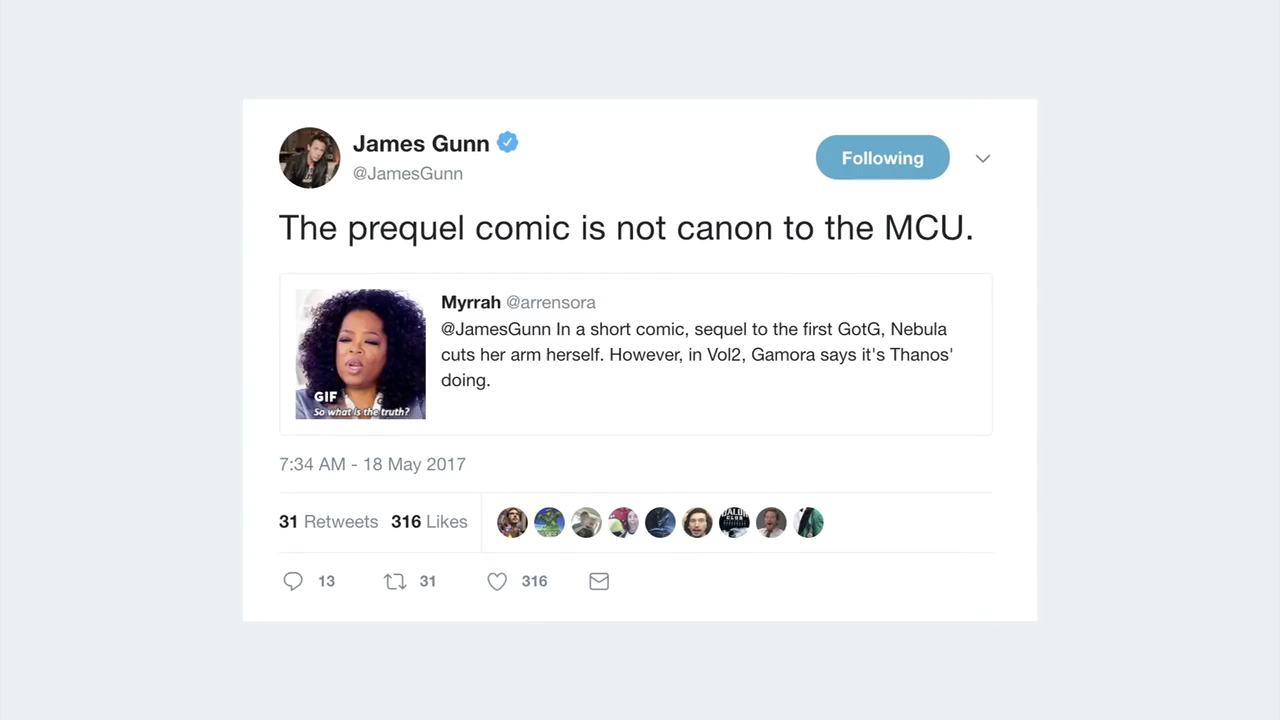 James Gunn
@JamesGunn
Following
The prequel comic is not canon to the MCU.
Myrrah @arrensora
@JamesGunn In a short comic, sequel to the first GotG, Nebula
cuts her arm herself. However, in Vol2, Gamora says it's Thanos'
doing.
GIF
So what is the truth?
7:34 AM - 18 May 2017
31 Retweets 316 Likes
13 31 316